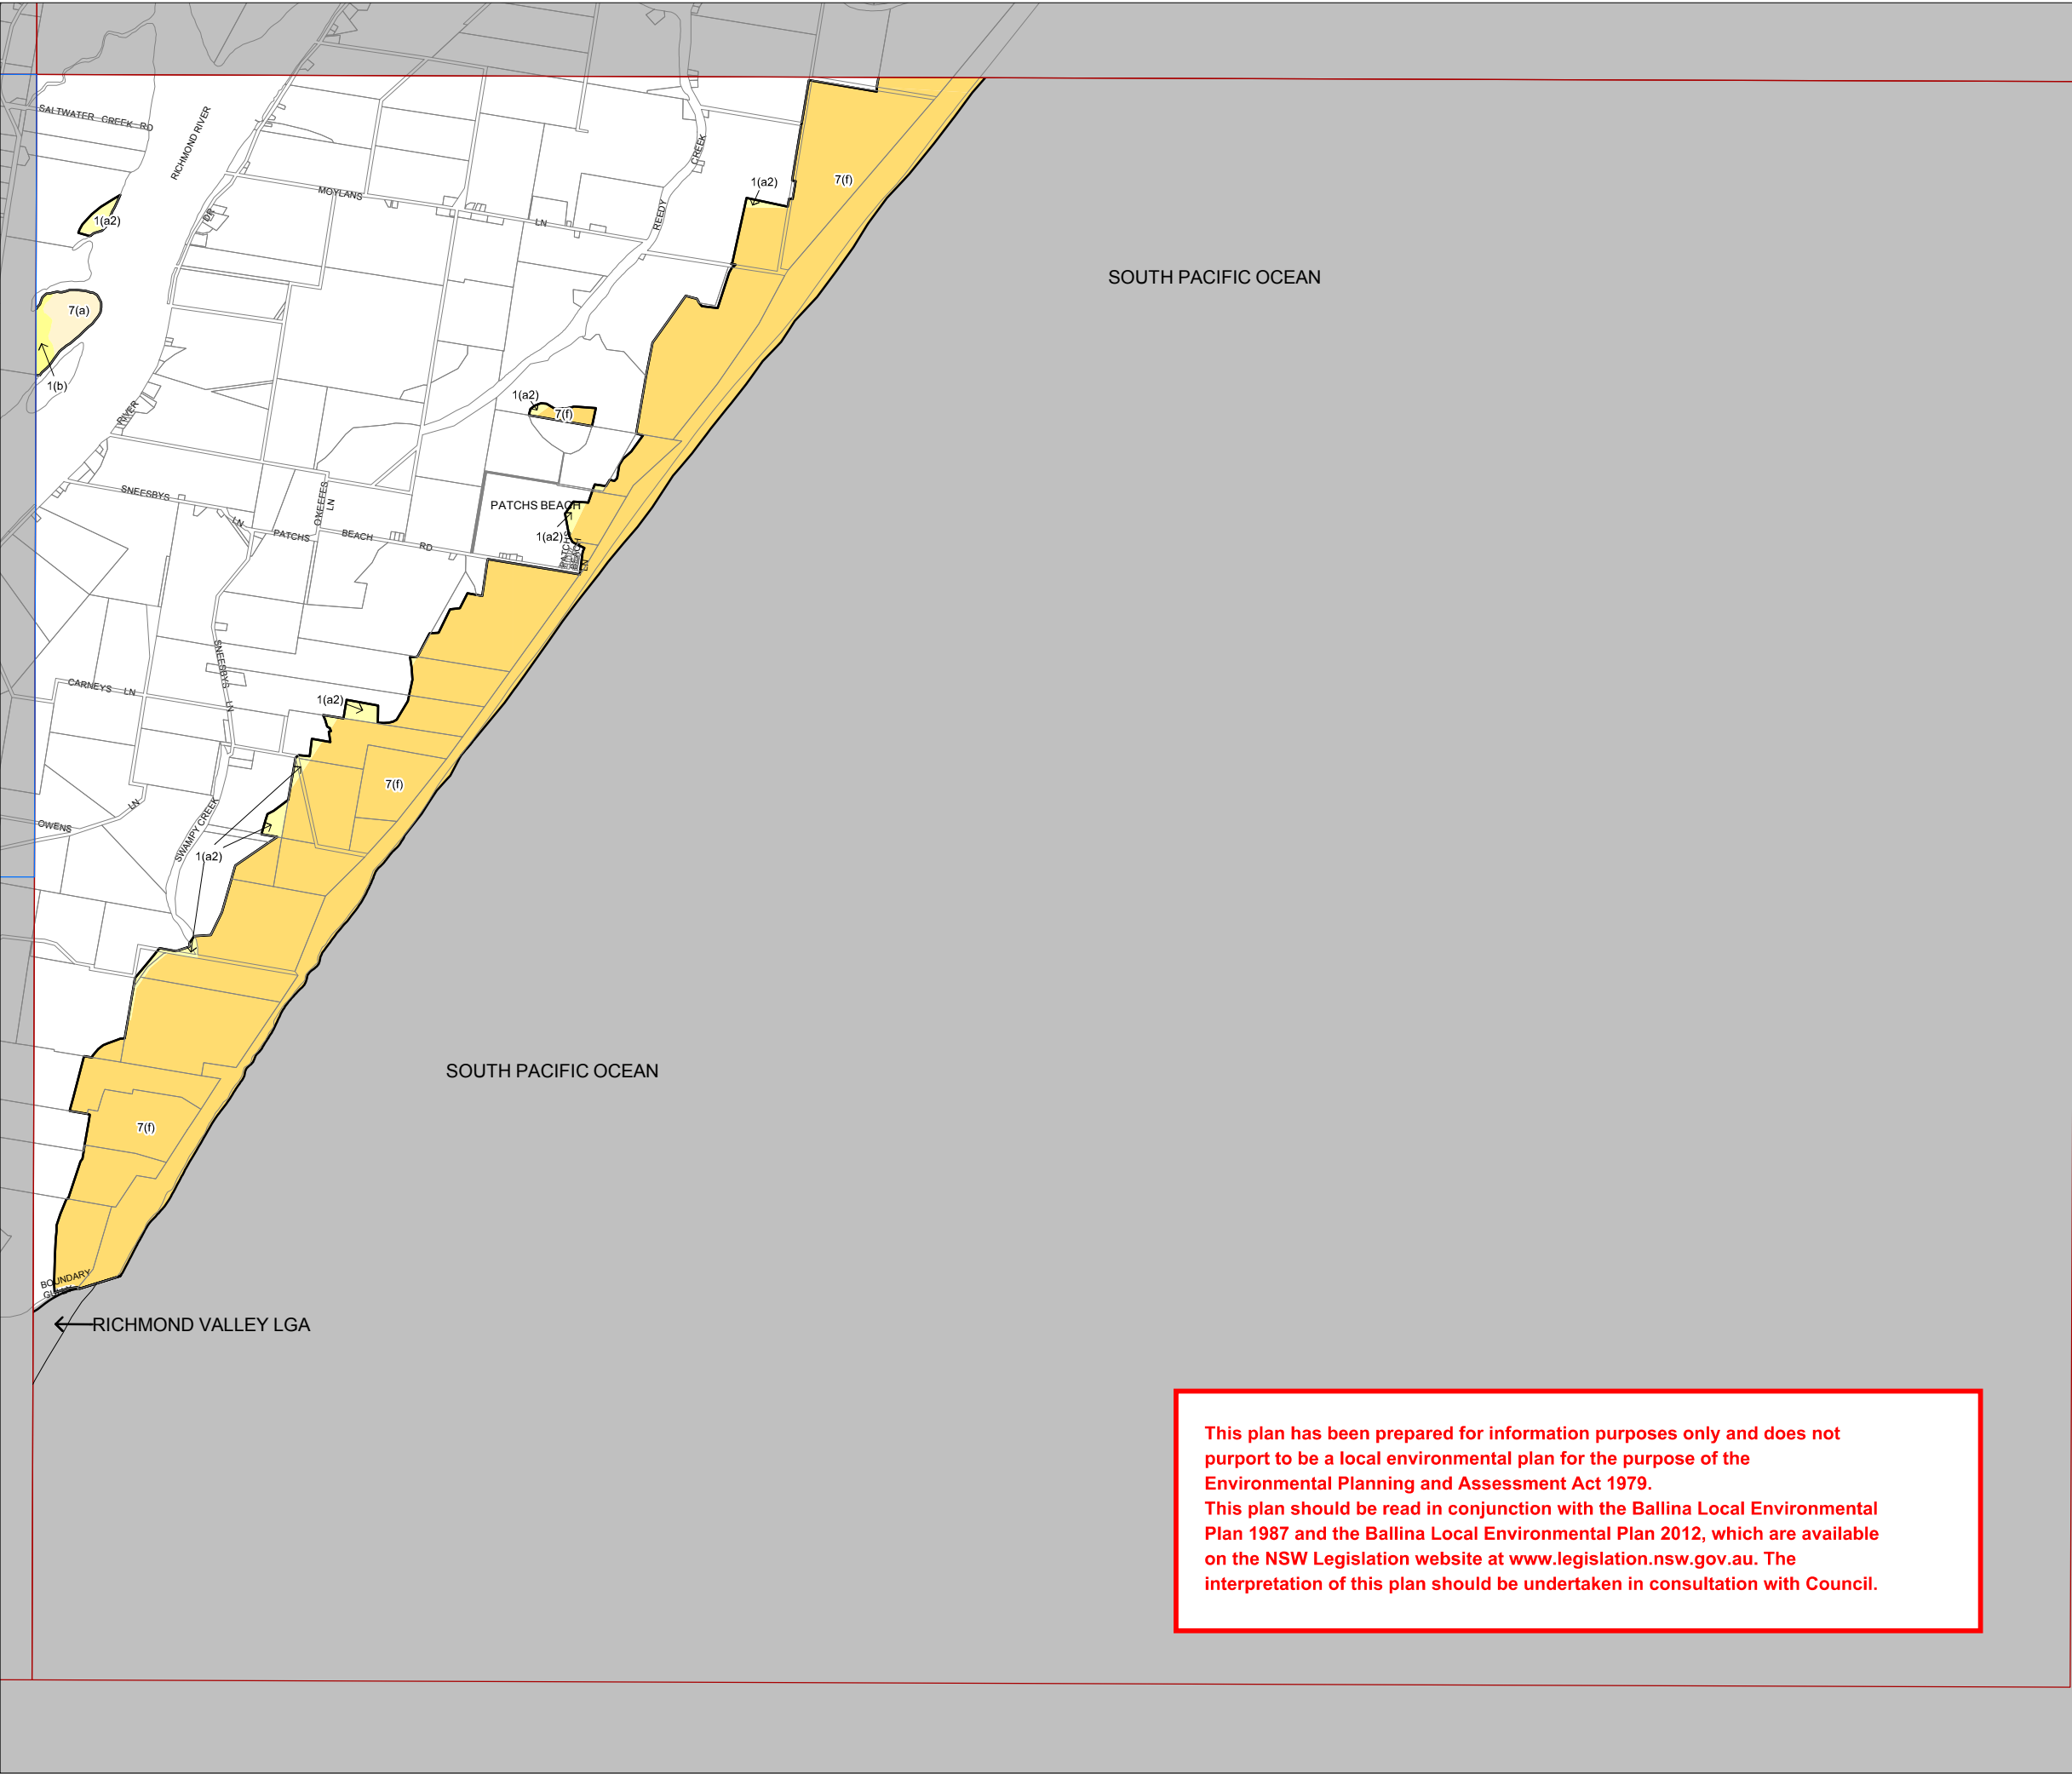 SALTWATER CREEK RD
RICHMOND RIVER
CREEK
1(a2)
7(f)
MOYLANS
1(a2)
DR
LN
REEDY
SOUTH PACIFIC OCEAN
7(a)
1(b)
1(a2)
RIVER
7(f)
SNEESBYS
OKEEFES
LN
PATCHS BEACH
LN
PATCHS
BEACH
RD
1(a2)
PATCHS
BEACH
LN
SNEESBYS
LN
CARNEYS LN
1(a2)
7(f)
LN
OWENS
SWAMPY CREEK
1(a2)
SOUTH PACIFIC OCEAN
7(f)
BOUNDARY
RICHMOND VALLEY LGA
This plan has been prepared for information purposes only and does not
purport to be a local environmental plan for the purpose of the
Environmental Planning and Assessment Act 1979.
This plan should be read in conjunction with the Ballina Local Environmental
Plan 1987 and the Ballina Local Environmental Plan 2012, which are available
on the NSW Legislation website at www.legislation.nsw.gov.au. The
interpretation of this plan should be undertaken in consultation with Council.